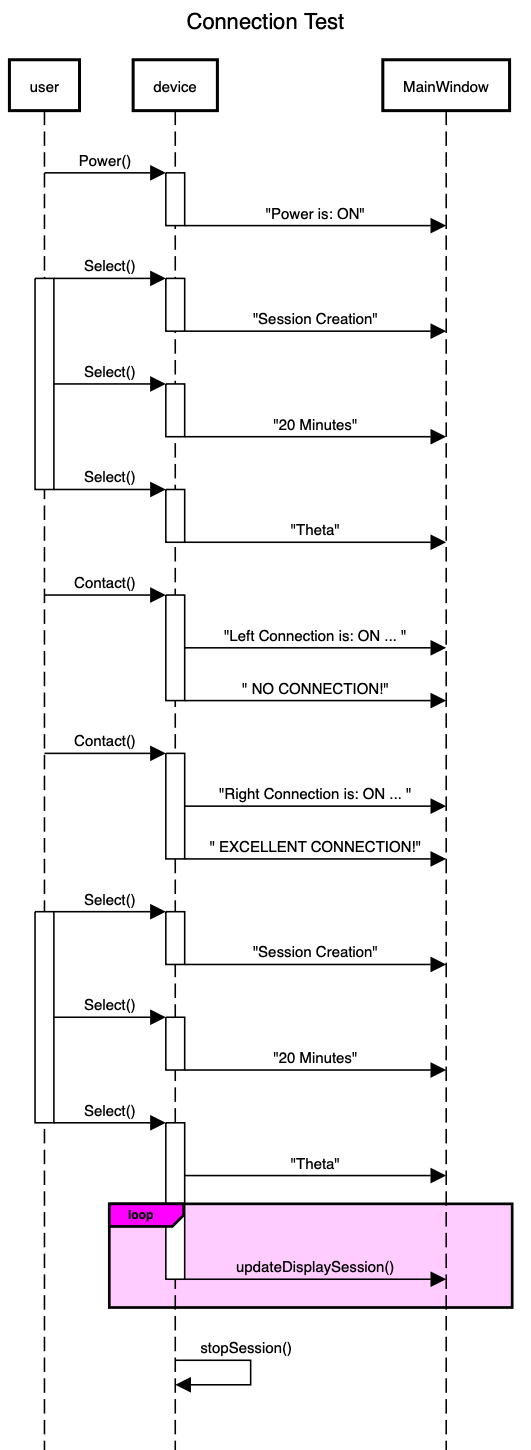 Connection Test
user
device
MainWindow
Power()
"Power is: ON"
Select()
"Session Creation"
Select()
"20 Minutes"
Select()
"Theta"
Contact()
"Left Connection is: ON ... "
" NO CONNECTION!"
Contact()
"Right Connection is: ON ... "
" EXCELLENT CONNECTION!"
Select()
"Session Creation"
Select()
"20 Minutes"
Select()
"Theta"
loop
updateDisplaySession()
stopSession()